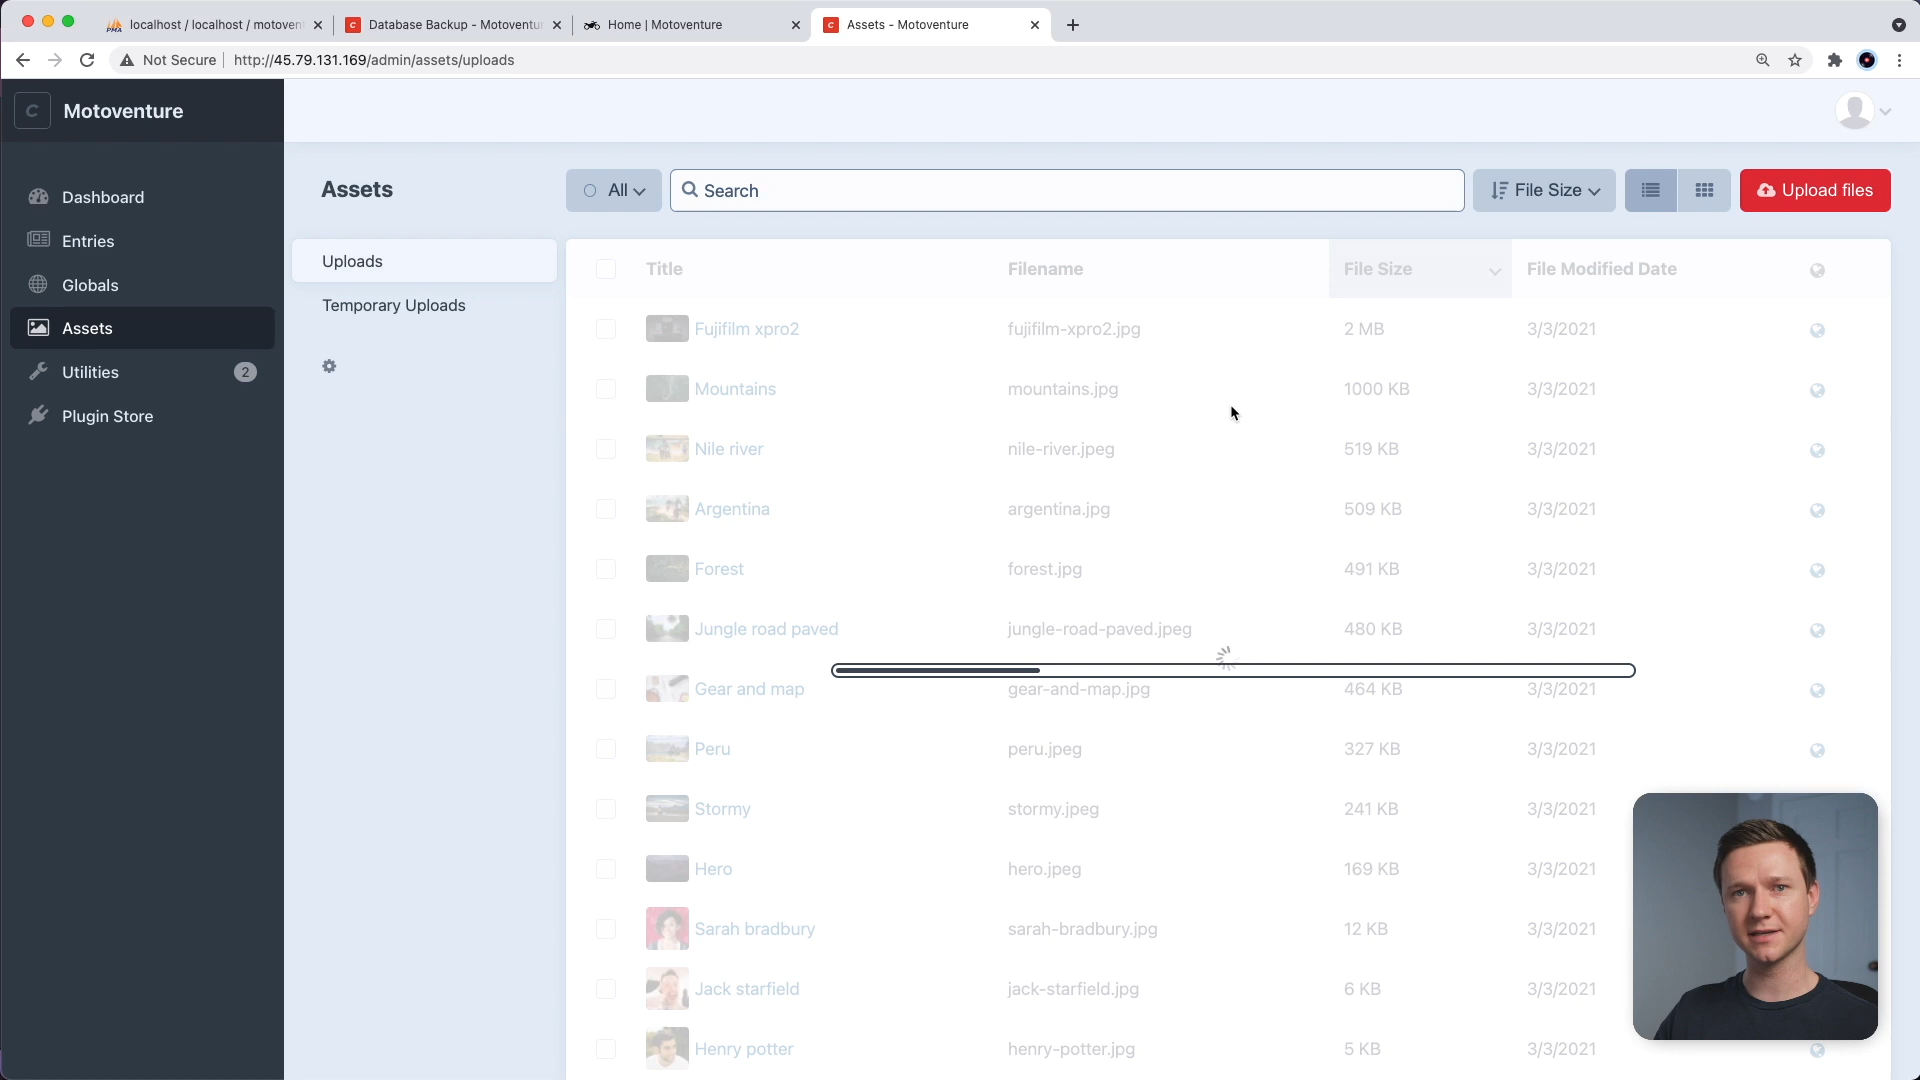 localhost / localhost / motoven
Database Backup - Motoventur
Home | Motoventure
Assets - Motoventure
Not Secure
http://45.79.131.169/admin/assets/uploads
C Motoventure
Dashboard
Entries
Globals
Assets
Utilities 2
Plugin Store
Assets
All
Search
File Size
Upload files
Uploads
Temporary Uploads
Title Filename File Size File Modified Date
Fujifilm xpro2 fujifilm-xpro2.jpg 2 MB 3/3/2021
Mountains mountains.jpg 1000 KB 3/3/2021
Nile river nile-river.jpeg 519 KB 3/3/2021
Argentina argentina.jpg 509 KB 3/3/2021
Forest forest.jpg 491 KB 3/3/2021
Jungle road paved jungle-road-paved.jpeg 480 KB 3/3/2021
Gear and map gear-and-map.jpg 464 KB 3/3/2021
Peru peru.jpeg 327 KB 3/3/2021
Stormy stormy.jpeg 241 KB 3/3/2021
Hero hero.jpeg 169 KB 3/3/2021
Sarah bradbury sarah-bradbury.jpg 12 KB 3/3/2021
Jack starfield jack-starfield.jpg 6 KB 3/3/2021
Henry potter henry-potter.jpg 5 KB 3/3/2021